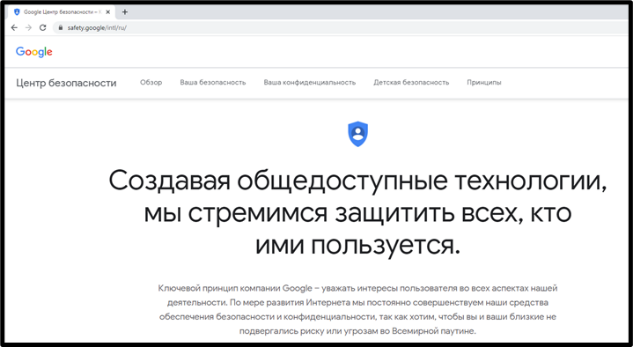 Google Центр безопасности –
safety.google/intl/ru/
Google
Центр безопасности Обзор Ваша безопасность Ваша конфиденциальность Детская безопасность Принципы
Создавая общедоступные технологии,
мы стремимся защитить всех, кто
ими пользуется.
Ключевой принцип компании Google – уважать интересы пользователя во всех аспектах нашей
деятельности. По мере развития Интернета мы постоянно совершенствуем наши средства
обеспечения безопасности и конфиденциальности, так как хотим, чтобы вы и ваши близкие не
подвергались риску или угрозам во Всемирной паутине.